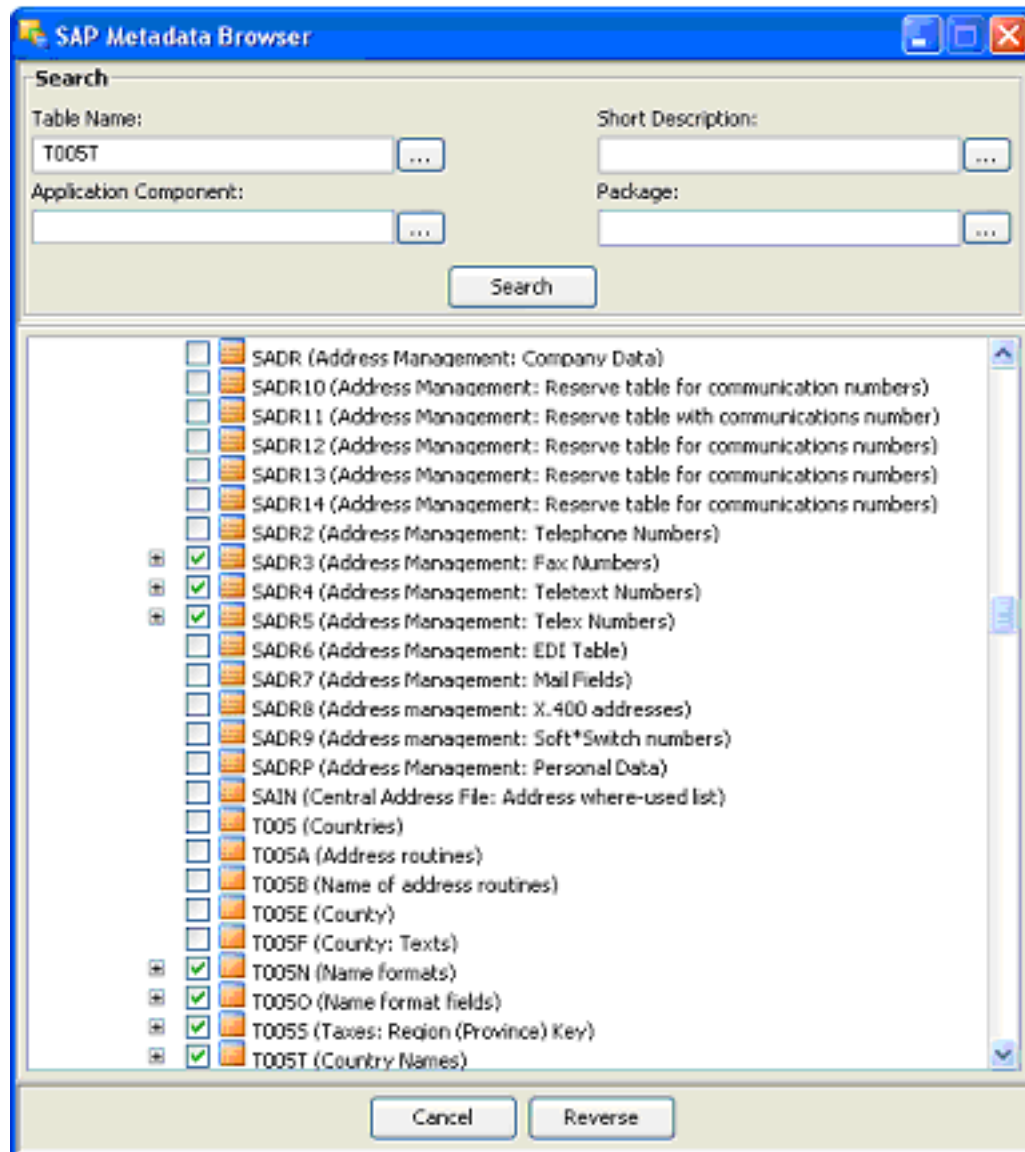 SAP Metadata Browser
Search
Table Name:
Short Description:
T005T
...
...
Application Component:
Package:
...
...
Search
SADR (Address Management: Company Data)
SADR10 (Address Management: Reserve table for communication numbers)
SADR11 (Address Management: Reserve table with communications number)
SADR12 (Address Management: Reserve table for communications numbers)
SADR13 (Address Management: Reserve table for communications numbers)
SADR14 (Address Management: Reserve table for communications numbers)
SADR2 (Address Management: Telephone Numbers)
SADR3 (Address Management: Fax Numbers)
SADR4 (Address Management: Teletext Numbers)
SADR5 (Address Management: Telex Numbers)
SADR6 (Address Management: EDI Table)
SADR7 (Address Management: Mail Fields)
SADR8 (Address management: X.400 addresses)
SADR9 (Address management: Soft*Switch numbers)
SADRP (Address Management: Personal Data)
SAIN (Central Address File: Address where-used list)
T005 (Countries)
T005A (Address routines)
T005B (Name of address routines)
T005E (County)
T005F (County: Texts)
T005N (Name formats)
T005O (Name format fields)
T005S (Taxes: Region (Province) Key)
T005T (Country Names)
Cancel
Reverse